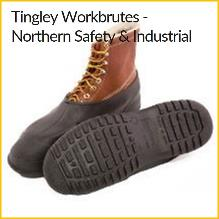 Tingley Workbrutes -
Northern Safety & Industrial